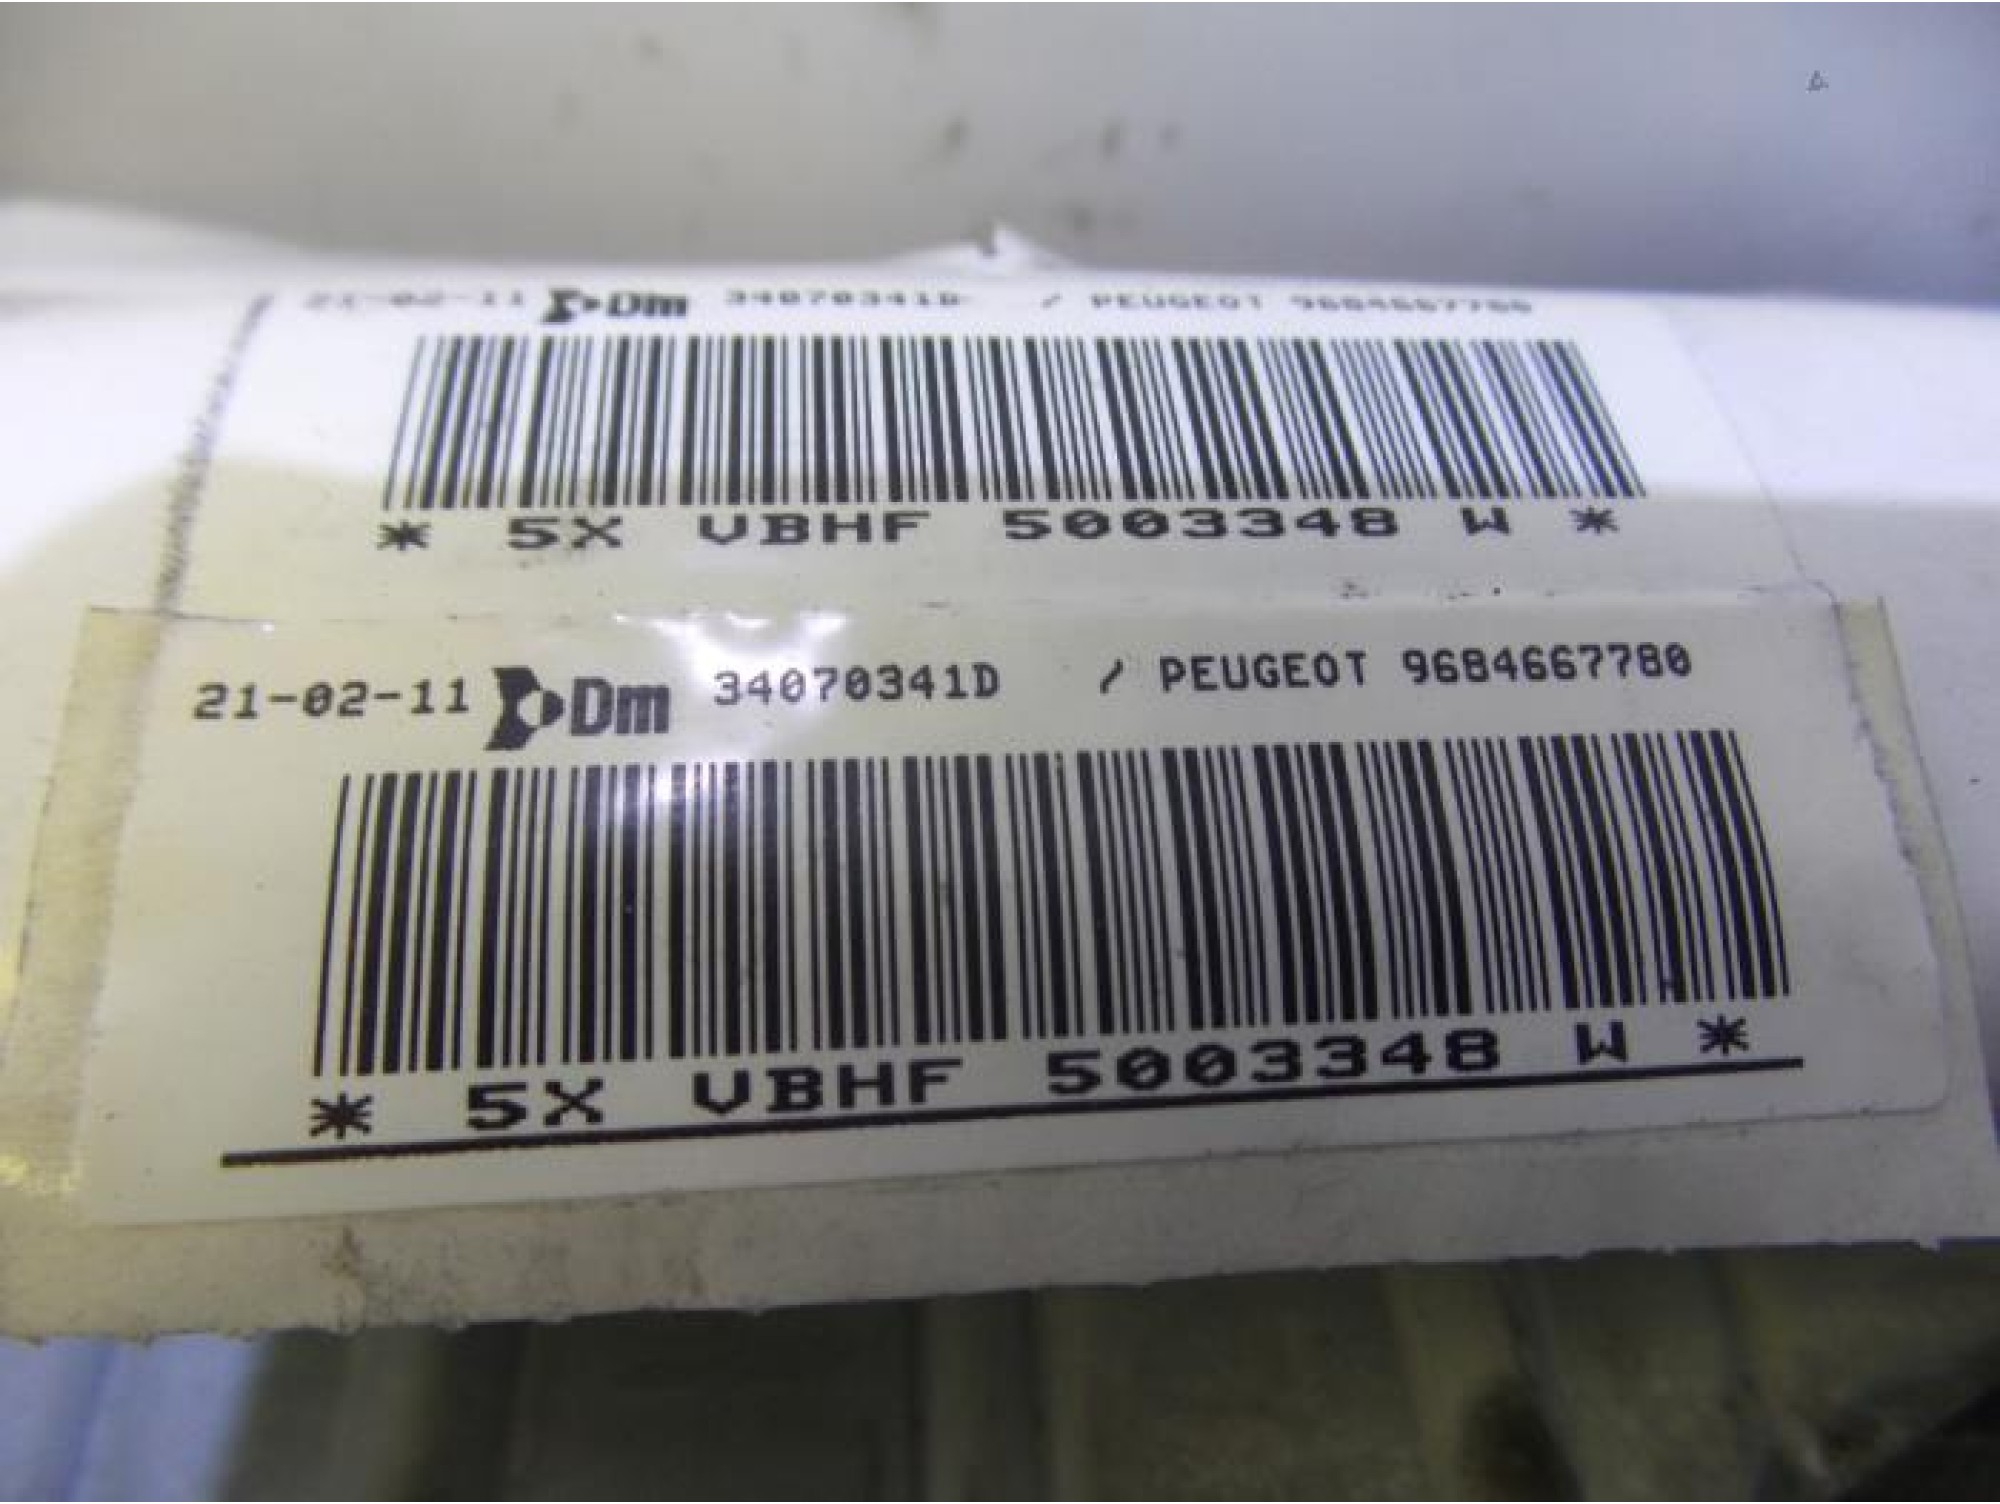 21-02-11 Dm 34070341D / PEUGEOT 9684667780
* 5X VBHF 5003348 W *
21-02-11 Dm 34070341D / PEUGEOT 9684667780
* 5X VBHF 5003348 W *